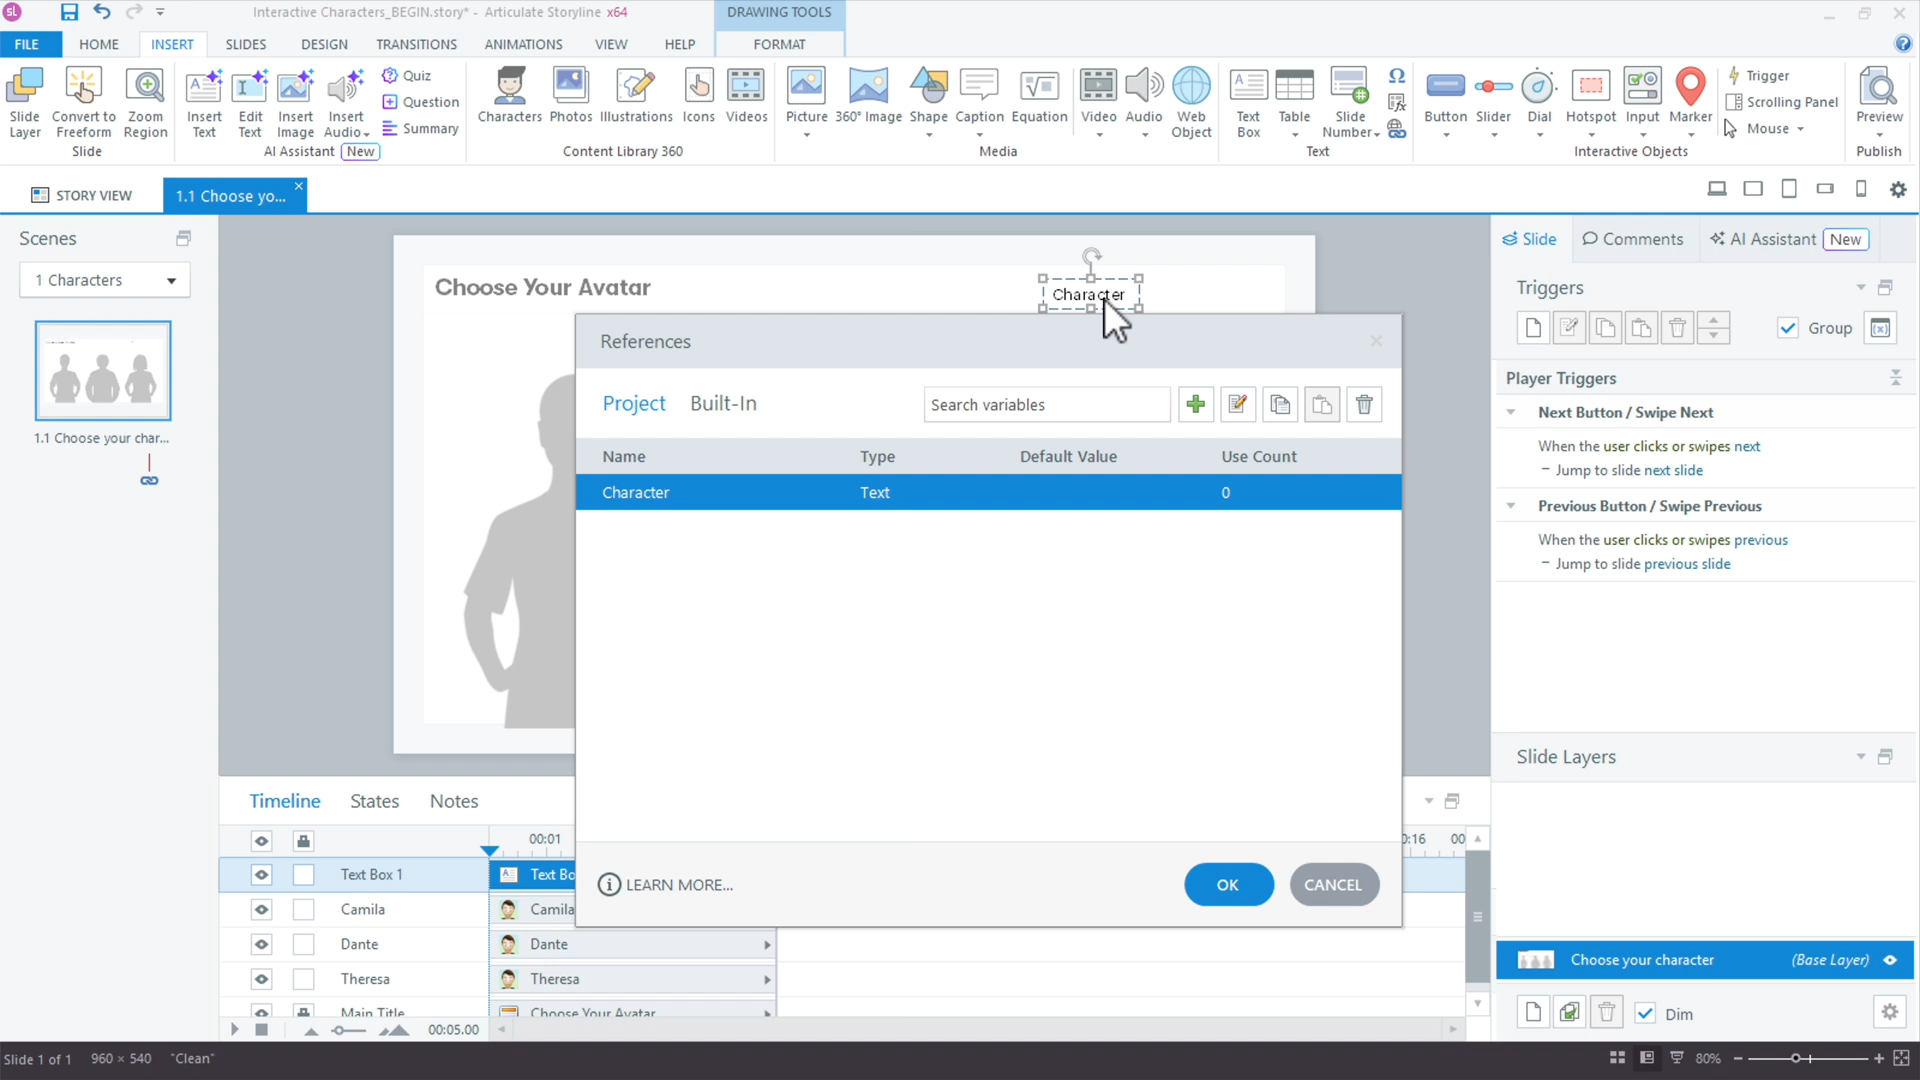 Interactive Characters_BEGIN.story* - Articulate Storyline x64
DRAWING TOOLS
FILE HOME INSERT SLIDES DESIGN TRANSITIONS ANIMATIONS VIEW HELP FORMAT
Slide Layer
Convert to Freeform
Zoom Region
Slide
Insert Text
Edit Text
Insert Image
Insert Audio
Quiz
Question
Summary
AI Assistant New
Characters Photos Illustrations Icons Videos
Content Library 360
Picture 360° Image Shape Caption Equation Video Audio Web Object
Media
Text Box
Table
Slide Number
Text
Button Slider Dial Hotspot Input Marker
Trigger
Scrolling Panel
Mouse
Interactive Objects
Preview
Publish
STORY VIEW
1.1 Choose yo...
Scenes
1 Characters
1.1 Choose your char...
Choose Your Avatar
Character
References
Project Built-In
Search variables
Name Type Default Value Use Count
Character Text 0
LEARN MORE...
OK CANCEL
Slide Comments AI Assistant New
Triggers
Group
Player Triggers
Next Button / Swipe Next
When the user clicks or swipes next
- Jump to slide next slide
Previous Button / Swipe Previous
When the user clicks or swipes previous
- Jump to slide previous slide
Slide Layers
Choose your character (Base Layer)
Dim
Timeline States Notes
00:01
0:16 00
Text Box 1 Text Bo
Camila Camila
Dante Dante
Theresa Theresa
Main Title Choose Your Avatar
00:05.00
Slide 1 of 1 960 × 540 "Clean" 80%